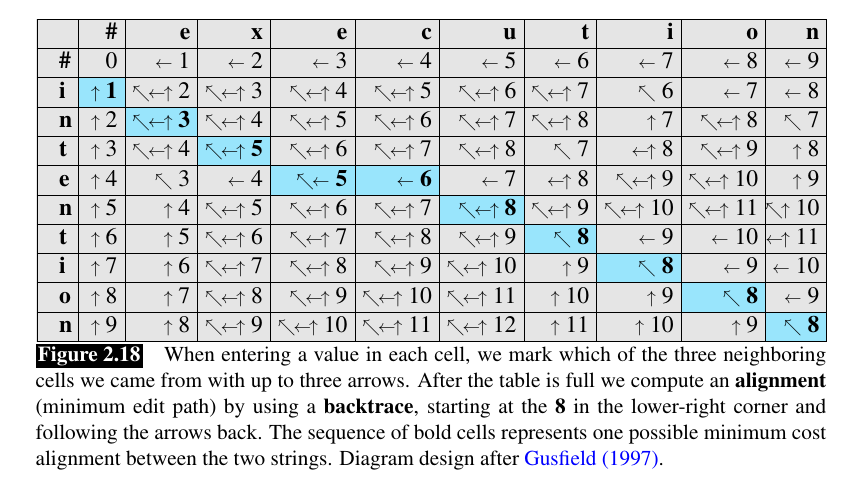 # e x e c u t i o n
# 0 ← 1 ← 2 ← 3 ← 4 ← 5 ← 6 ← 7 ← 8 ← 9
i ↑ 1 ↖←↑ 2 ↖←↑ 3 ↖←↑ 4 ↖←↑ 5 ↖←↑ 6 ↖←↑ 7 ↖ 6 ← 7 ← 8
n ↑ 2 ↖←↑ 3 ↖←↑ 4 ↖←↑ 5 ↖←↑ 6 ↖←↑ 7 ↖←↑ 8 ↑ 7 ↖←↑ 8 ↖ 7
t ↑ 3 ↖←↑ 4 ↖←↑ 5 ↖←↑ 6 ↖←↑ 7 ↖←↑ 8 ↖ 7 ←↑ 8 ↖←↑ 9 ↑ 8
e ↑ 4 ↖ 3 ← 4 ↖← 5 ← 6 ← 7 ←↑ 8 ↖←↑ 9 ↖←↑ 10 ↑ 9
n ↑ 5 ↑ 4 ↖←↑ 5 ↖←↑ 6 ↖←↑ 7 ↖←↑ 8 ↖←↑ 9 ↖←↑ 10 ↖←↑ 11 ↖↑ 10
t ↑ 6 ↑ 5 ↖←↑ 6 ↖←↑ 7 ↖←↑ 8 ↖←↑ 9 ↖ 8 ← 9 ← 10 ←↑ 11
i ↑ 7 ↑ 6 ↖←↑ 7 ↖←↑ 8 ↖←↑ 9 ↖←↑ 10 ↑ 9 ↖ 8 ← 9 ← 10
o ↑ 8 ↑ 7 ↖←↑ 8 ↖←↑ 9 ↖←↑ 10 ↖←↑ 11 ↑ 10 ↑ 9 ↖ 8 ← 9
n ↑ 9 ↑ 8 ↖←↑ 9 ↖←↑ 10 ↖←↑ 11 ↖←↑ 12 ↑ 11 ↑ 10 ↑ 9 ↖ 8
Figure 2.18 When entering a value in each cell, we mark which of the three neighboring
cells we came from with up to three arrows. After the table is full we compute an alignment
(minimum edit path) by using a backtrace, starting at the 8 in the lower-right corner and
following the arrows back. The sequence of bold cells represents one possible minimum cost
alignment between the two strings. Diagram design after Gusfield (1997).